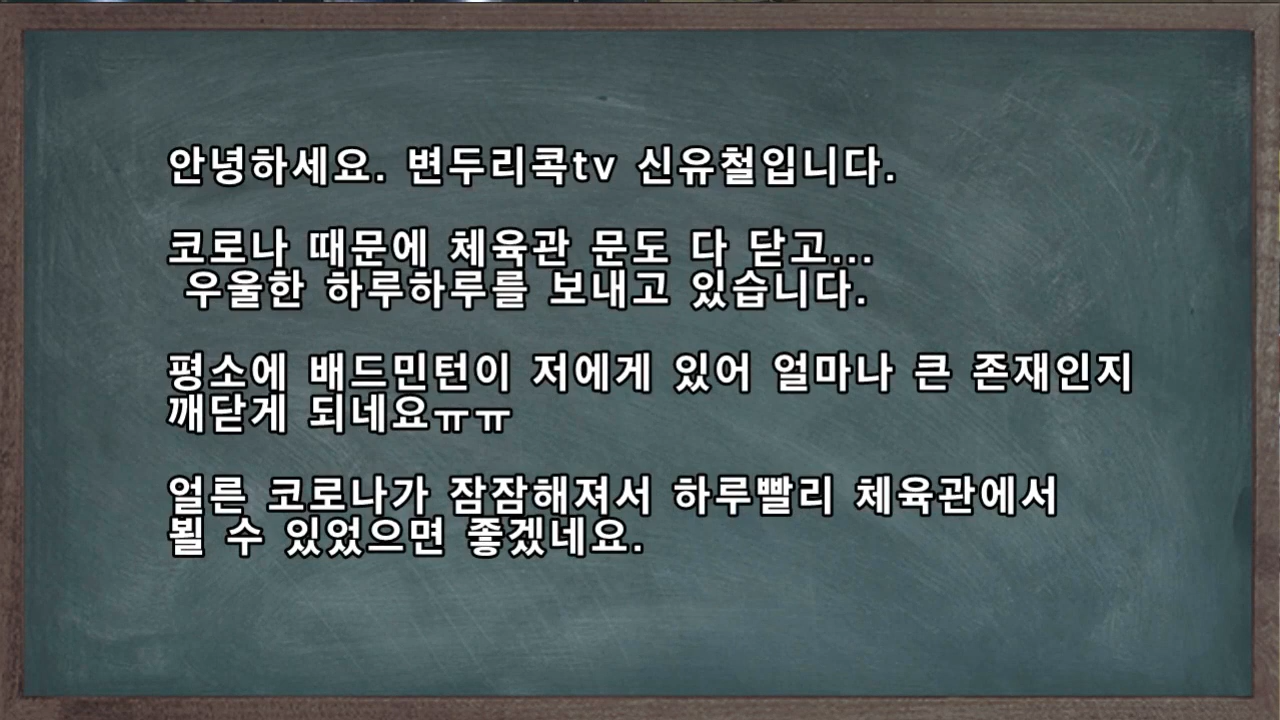 안녕하세요. 변두리콕tv 신유철입니다.
코로나 때문에 체육관 문도 다 닫고...
우울한 하루하루를 보내고 있습니다.
평소에 배드민턴이 저에게 있어 얼마나 큰 존재인지
깨닫게 되네요ㅠㅠ
얼른 코로나가 잠잠해져서 하루빨리 체육관에서
뵐 수 있었으면 좋겠네요.